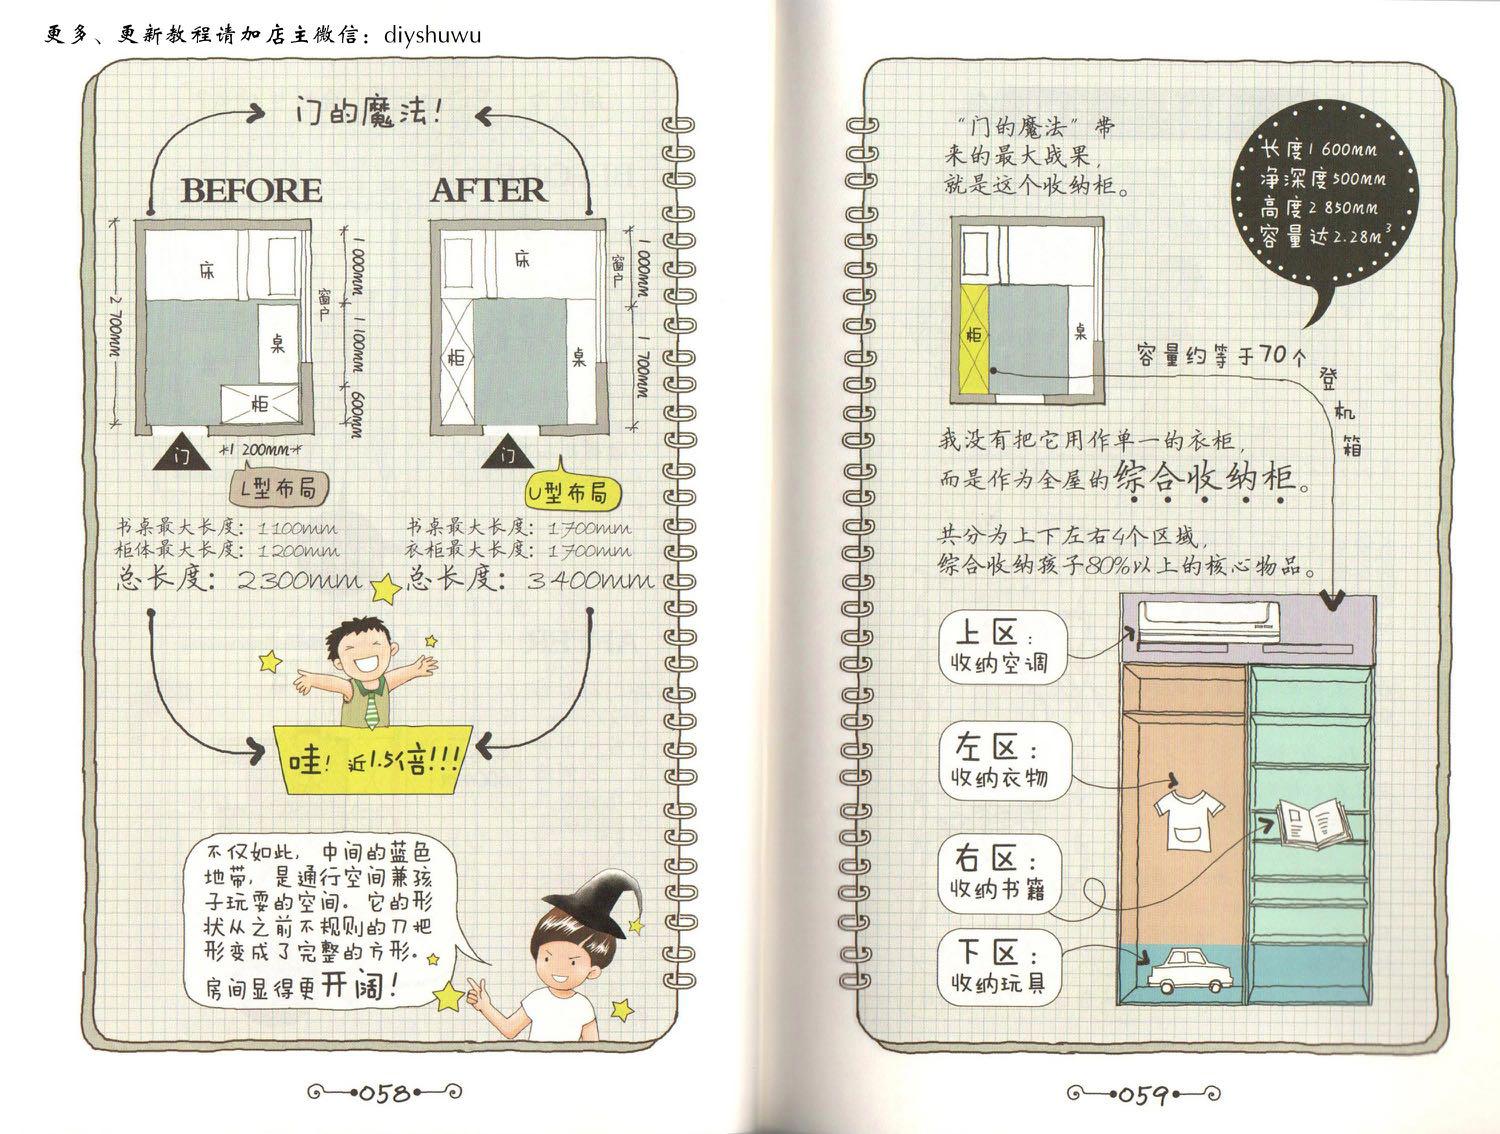 更多、更新教程请加店主微信：diyshuwu
门的魔法！
BEFORE
AFTER
床
桌
柜
门
窗户
2 700mm
1 000mm
1 100mm
600mm
1 200mm
L型布局
床
柜
桌
门
窗户
1 000mm
1 700mm
U型布局
书桌最大长度：1100mm
柜体最大长度：1200mm
总长度：2300mm
书桌最大长度：1700mm
衣柜最大长度：1700mm
总长度：3400mm
哇！近1.5倍!!!
不仅如此，中间的蓝色
地带，是通行空间兼孩
子玩耍的空间。它的形
状从之前不规则的刀把
形变成了完整的方形。
房间显得更开阔！
058
“门的魔法”带
来的最大战果，
就是这个收纳柜。
长度1 600mm
净深度500mm
高度2 850mm
容量达2.28m³
柜
桌
容量约等于70个
登机箱
我没有把它用作单一的衣柜，
而是作为全屋的综合收纳柜。
共分为上下左右4个区域，
综合收纳孩子80%以上的核心物品。
上区：
收纳空调
左区：
收纳衣物
右区：
收纳书籍
下区：
收纳玩具
059